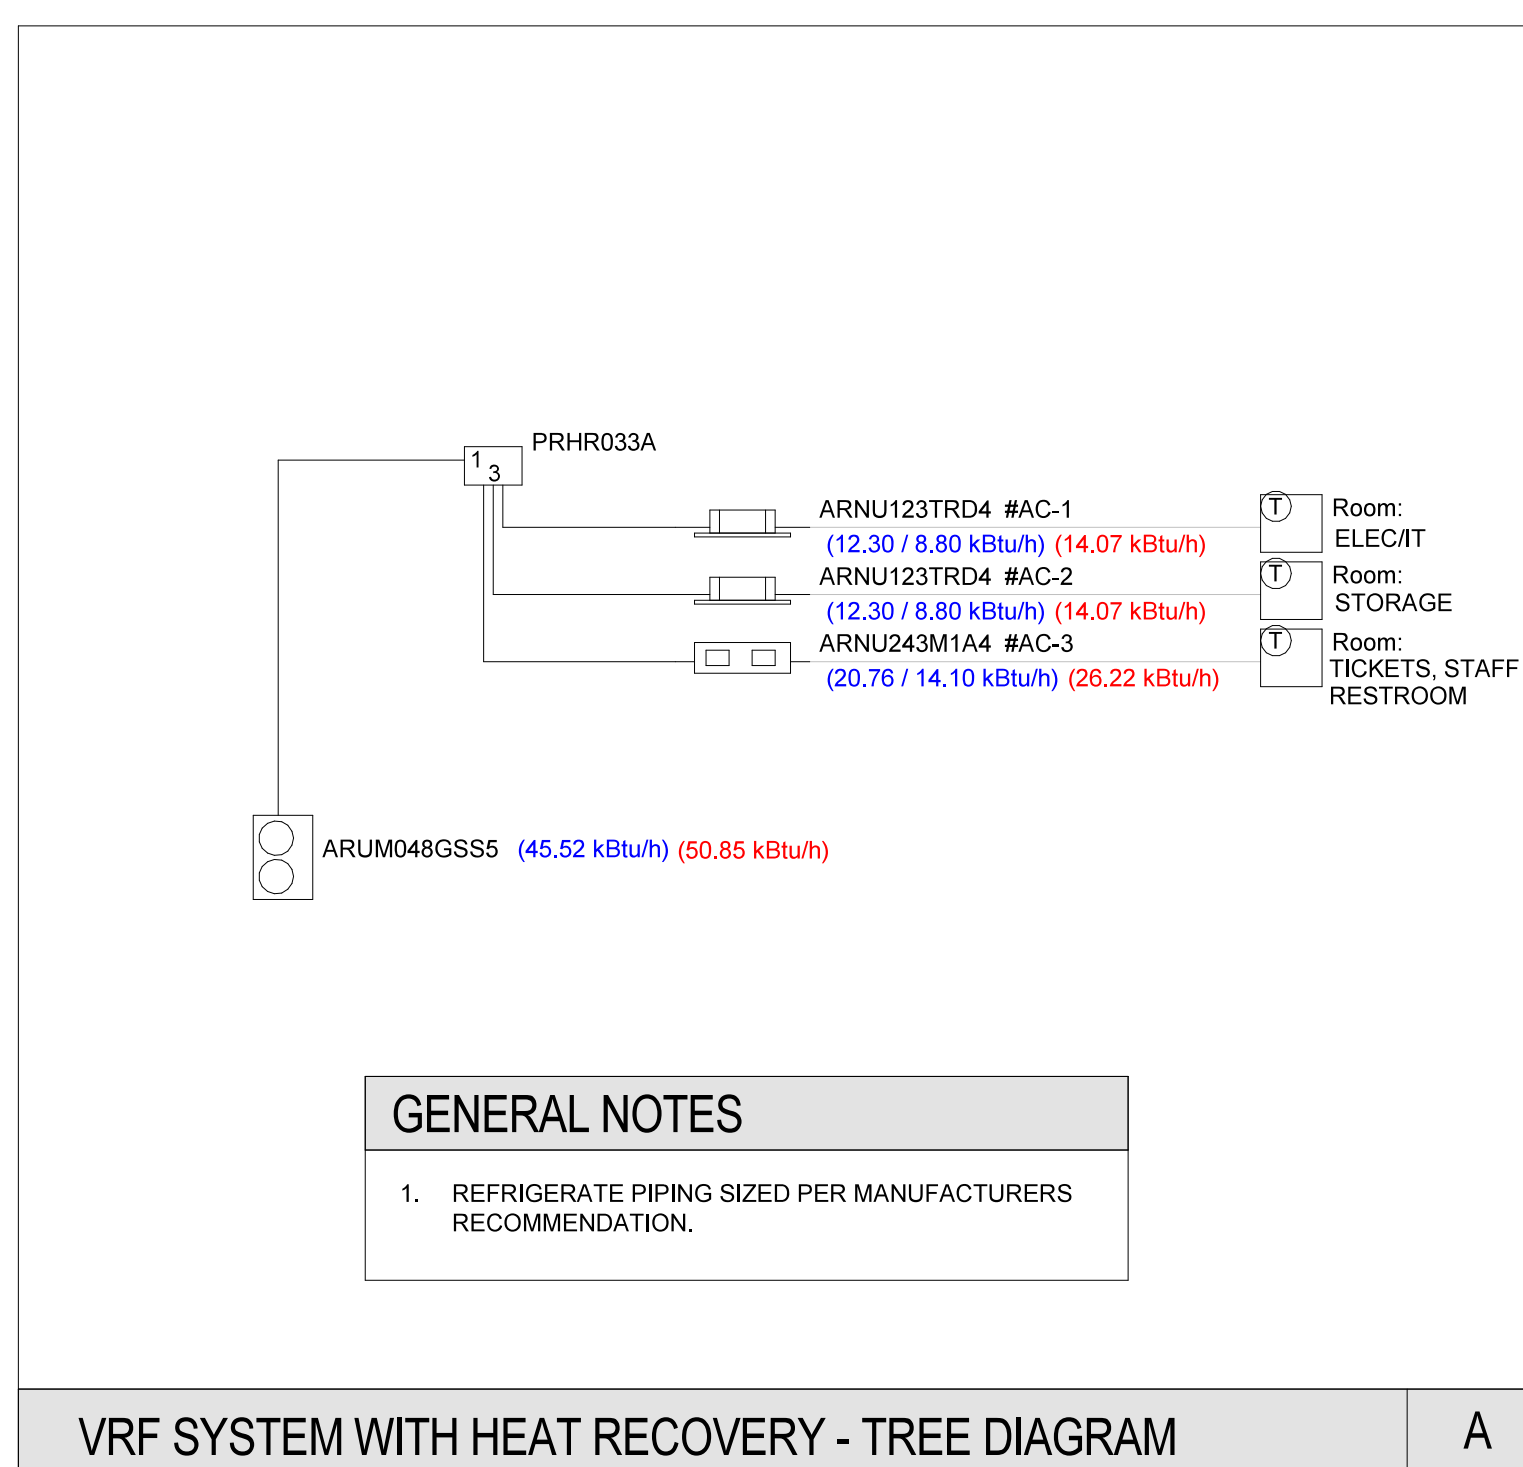 PRHR033A
1
3
ARNU123TRD4 #AC-1
(12.30 / 8.80 kBtu/h) (14.07 kBtu/h)
T
Room:
ELEC/IT
ARNU123TRD4 #AC-2
(12.30 / 8.80 kBtu/h) (14.07 kBtu/h)
T
Room:
STORAGE
ARNU243M1A4 #AC-3
(20.76 / 14.10 kBtu/h) (26.22 kBtu/h)
T
Room:
TICKETS, STAFF
RESTROOM
ARUM048GSS5 (45.52 kBtu/h) (50.85 kBtu/h)
GENERAL NOTES
1. REFRIGERATE PIPING SIZED PER MANUFACTURERS
RECOMMENDATION.
VRF SYSTEM WITH HEAT RECOVERY - TREE DIAGRAM
A